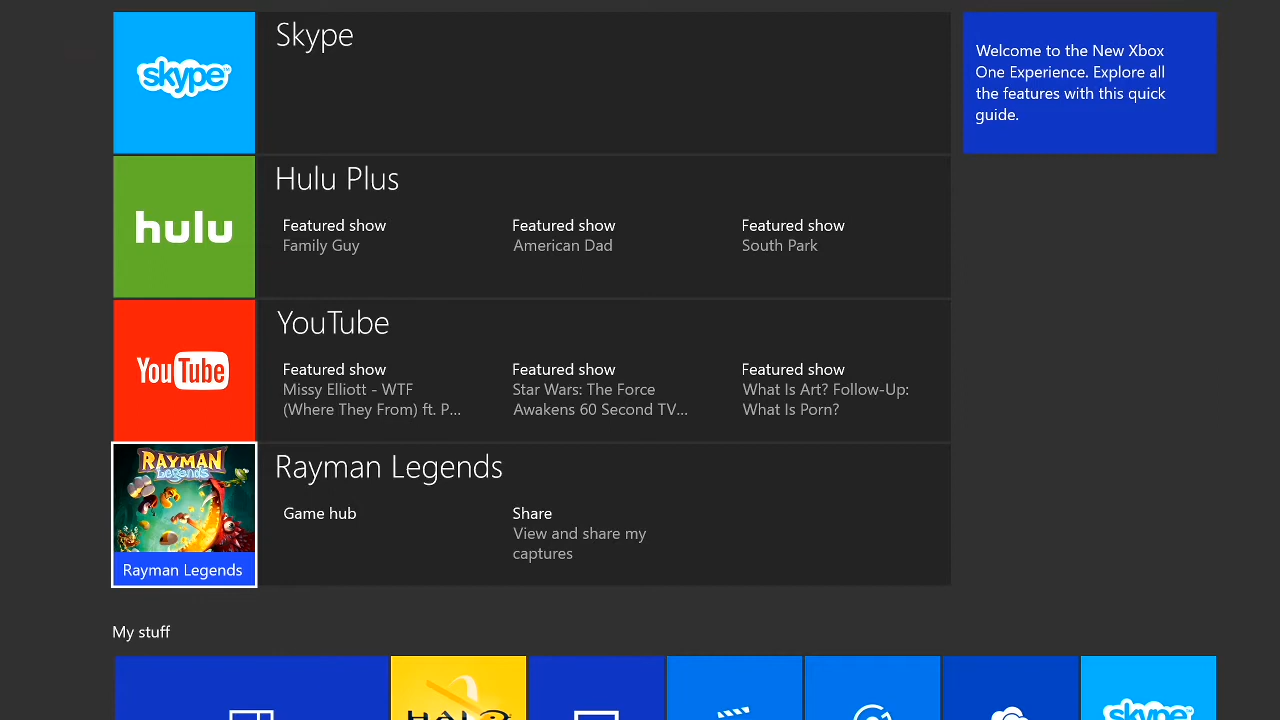 Skype
skype™
Welcome to the New Xbox
One Experience. Explore all
the features with this quick
guide.
Hulu Plus
hulu
Featured show
Family Guy
Featured show
American Dad
Featured show
South Park
YouTube
YouTube
Featured show
Missy Elliott - WTF
(Where They From) ft. P...
Featured show
Star Wars: The Force
Awakens 60 Second TV...
Featured show
What Is Art? Follow-Up:
What Is Porn?
RAYMAN
Legends
Rayman Legends
Rayman Legends
Game hub
Share
View and share my
captures
My stuff
Halo
skype